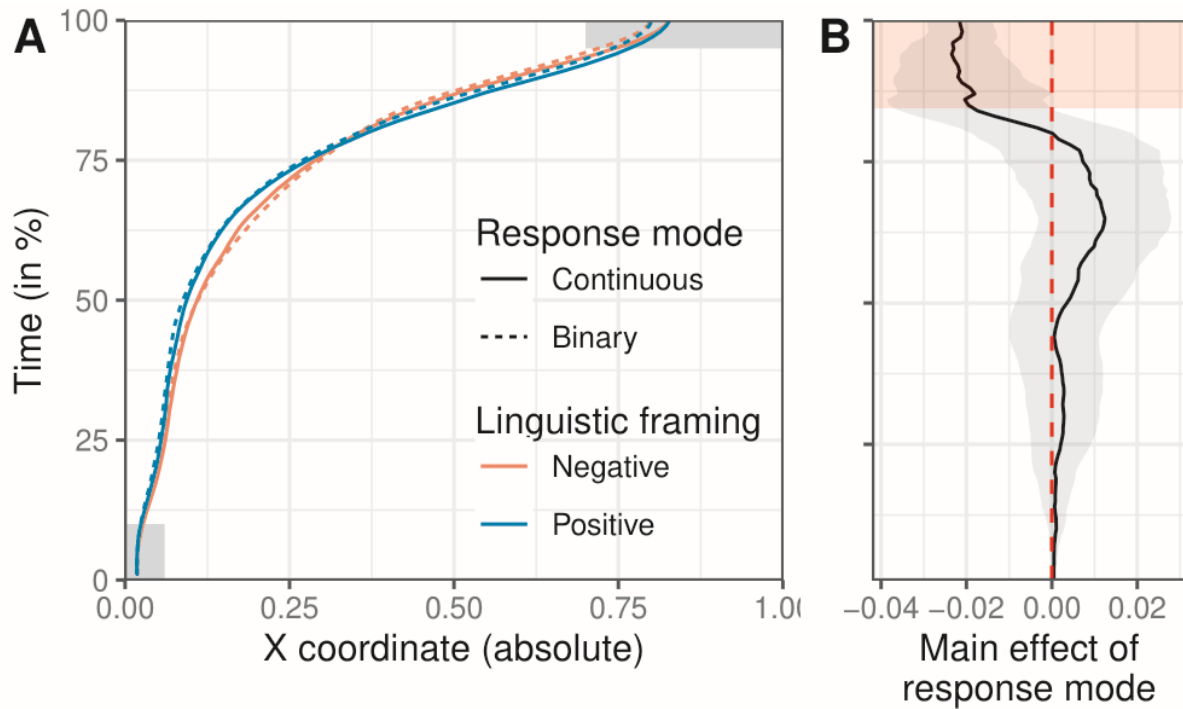 A
100
75
50
25
0
Time (in %)
0.00
0.25
0.50
0.75
1.0
X coordinate (absolute)
Response mode
Continuous
Binary
Linguistic framing
Negative
Positive
B
−0.04
−0.02
0.00
0.02
Main effect of
response mode